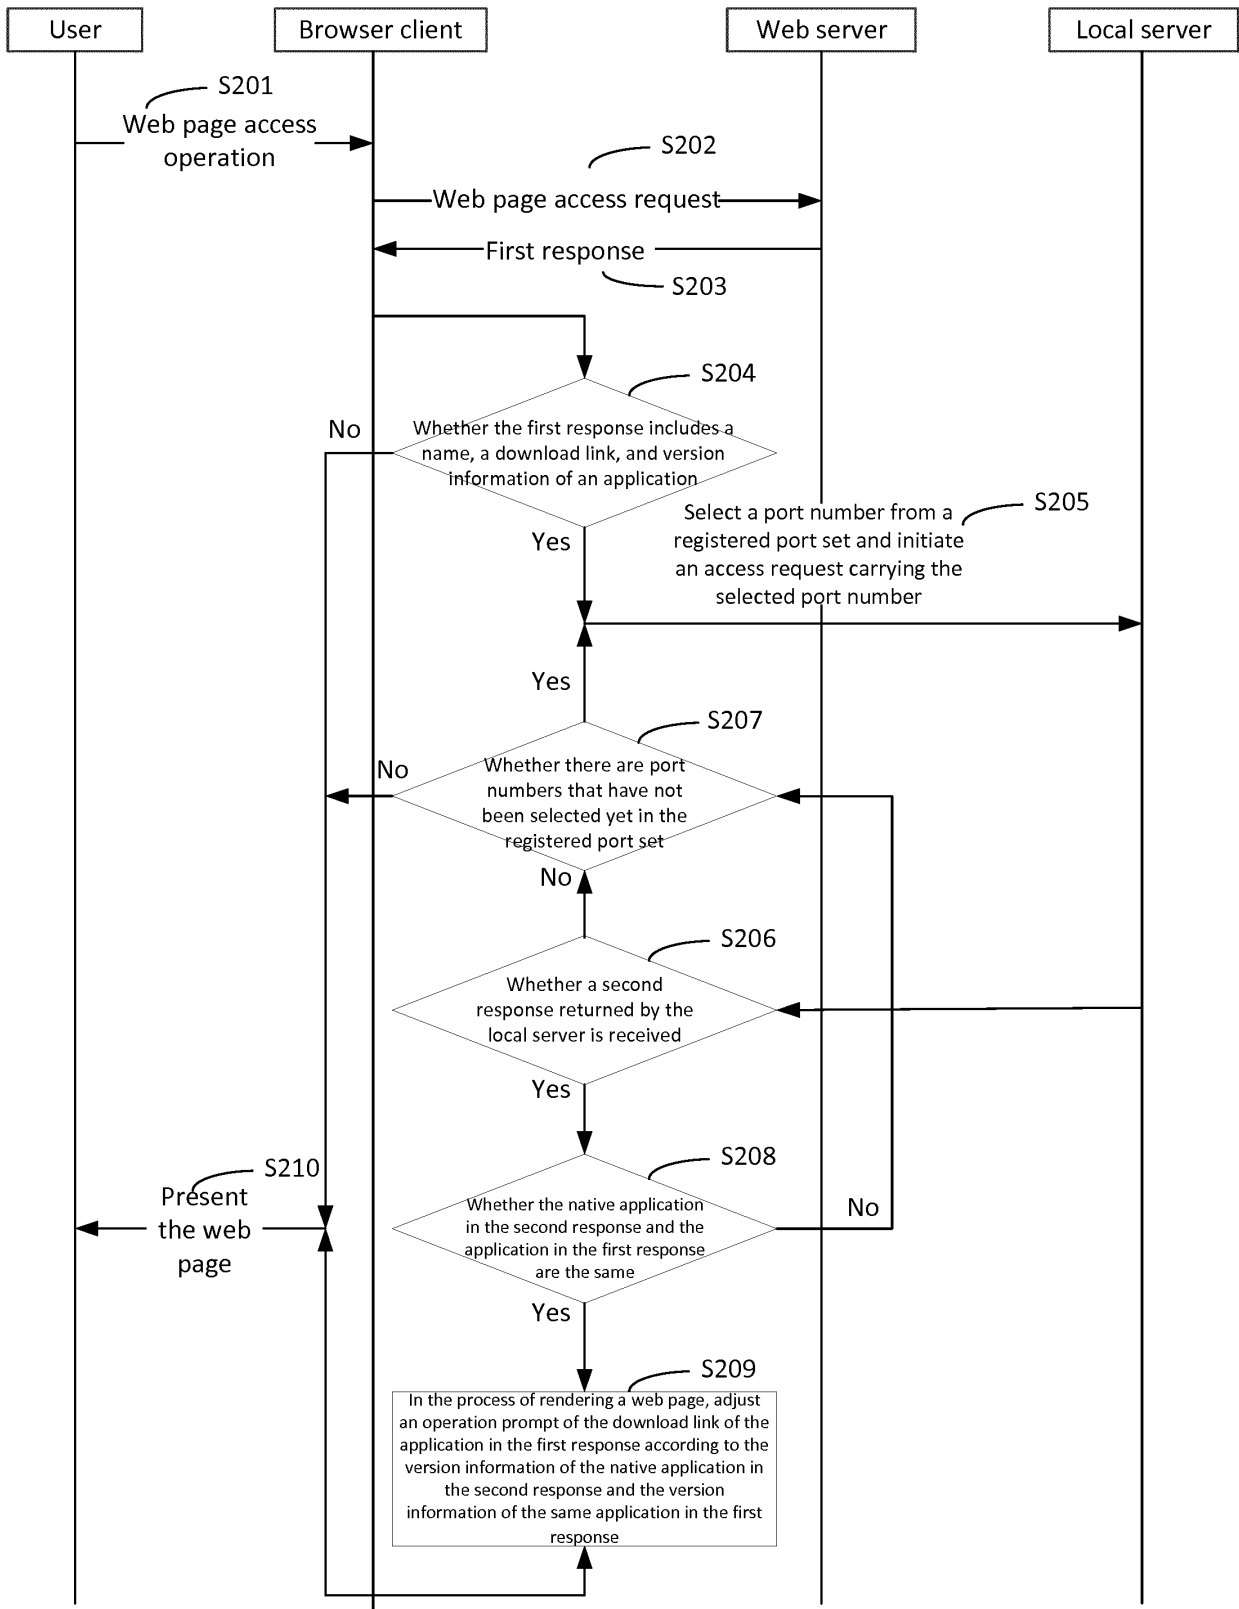 User
Browser client
Web server
Local server
S201
Web page access
operation
S202
Web page access request
First response
S203
S204
No
Whether the first response includes a
name, a download link, and version
information of an application
S205
Select a port number from a
registered port set and initiate
an access request carrying the
selected port number
Yes
Yes
S207
No
Whether there are port
numbers that have not
been selected yet in the
registered port set
No
S206
Whether a second
response returned by the
local server is received
Yes
S208
S210
Present
the web
page
Whether the native application
in the second response and the
application in the first response
are the same
No
Yes
S209
In the process of rendering a web page, adjust
an operation prompt of the download link of the
application in the first response according to the
version information of the native application in
the second response and the version
information of the same application in the first
response